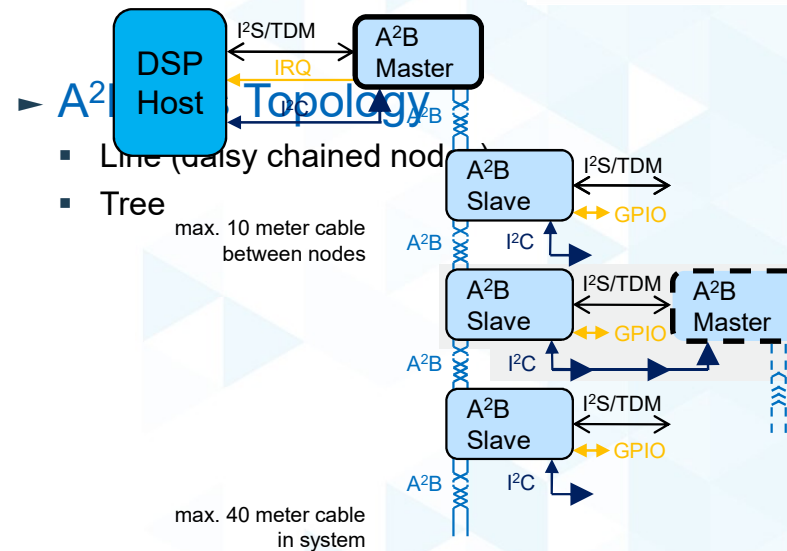 I²S/TDM
DSP
Host
A²B
Master
IRQ
I²C
► A²B Topology
A²B
▪ Line (daisy chained
▪ Tree
A²B
Slave
I²S/TDM
GPIO
I²C
max. 10 meter cable
between nodes
A²B
A²B
Slave
I²S/TDM
GPIO
I²C
A²B
Master
A²B
A²B
Slave
I²S/TDM
GPIO
I²C
A²B
max. 40 meter cable
in system